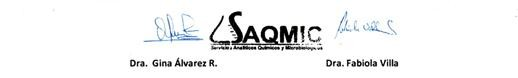 SAQMIC
Servicios Analíticos Químicos y Microbiológicos
Dra. Gina Álvarez R. Dra. Fabiola Villa